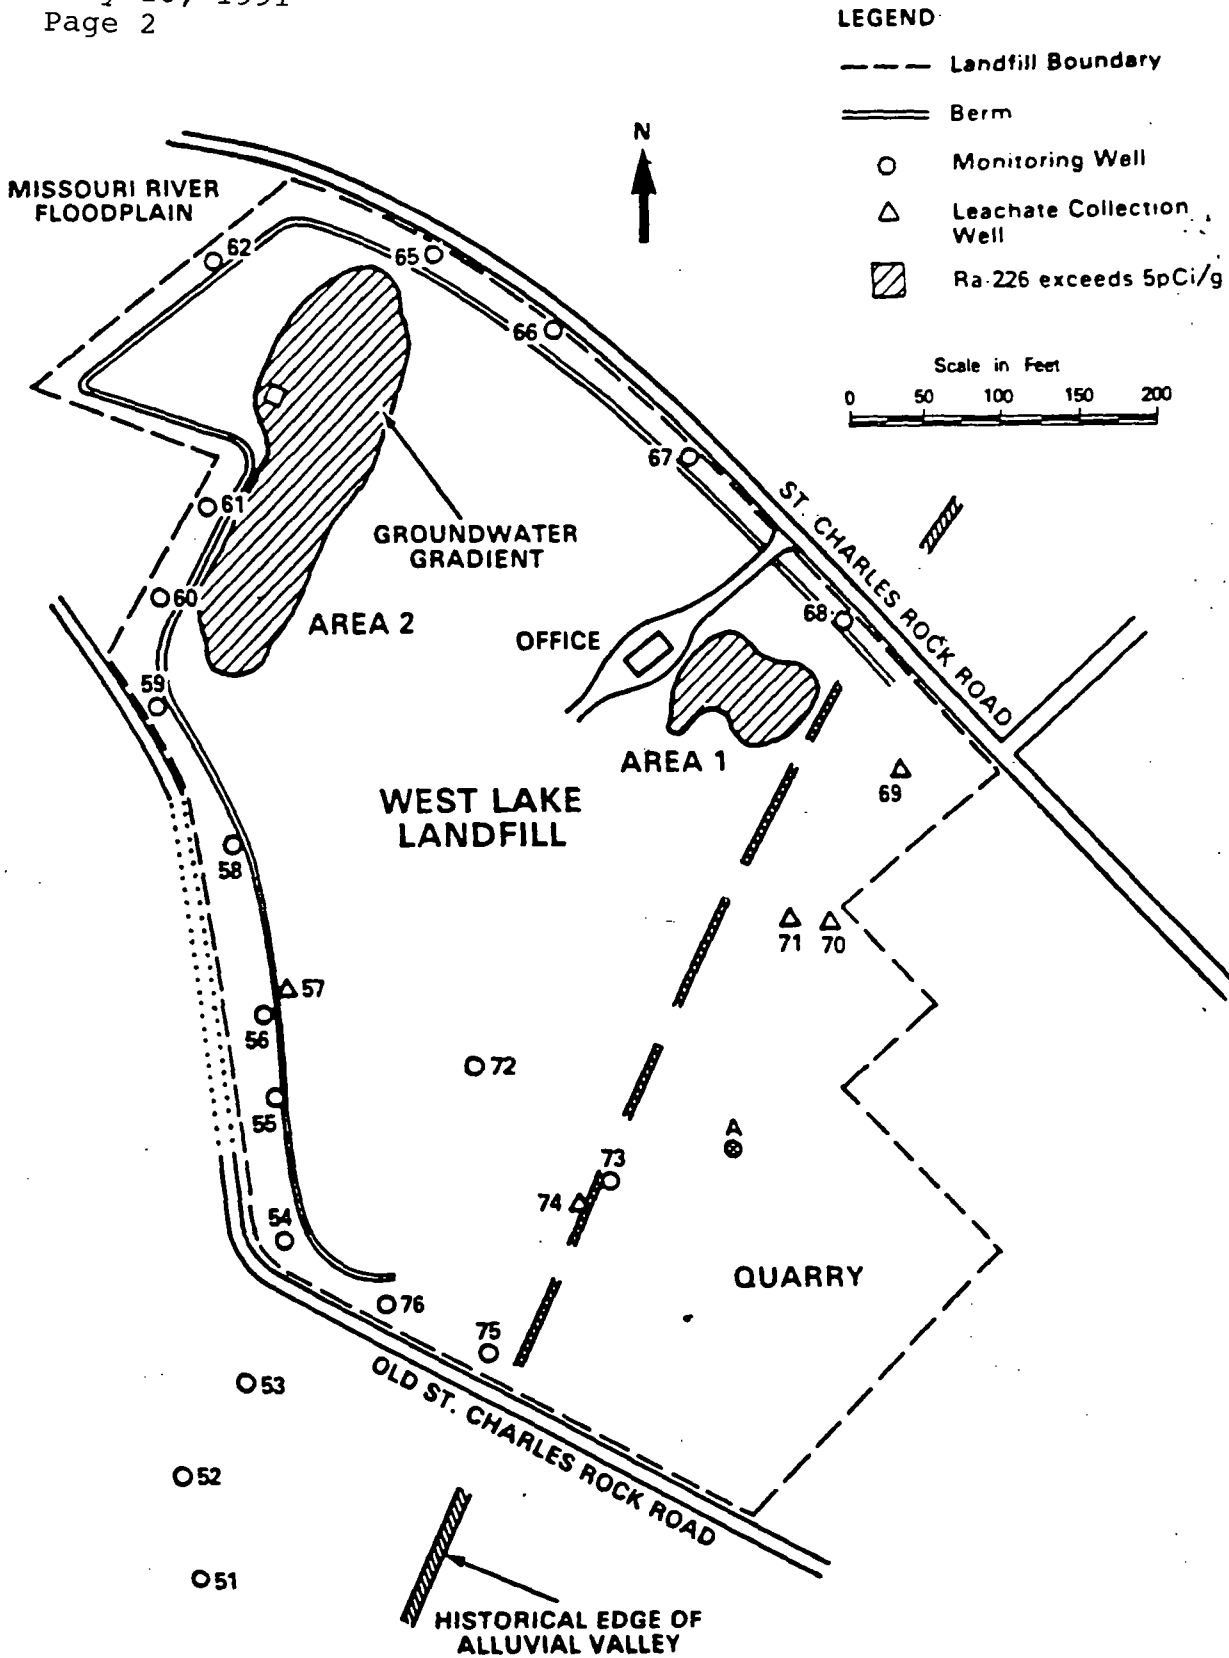 1991
Page 2
LEGEND
Landfill Boundary
Berm
Monitoring Well
Leachate Collection
Well
Ra-226 exceeds 5pCi/g
Scale in Feet
0 50 100 150 200
N
MISSOURI RIVER
FLOODPLAIN
62
65
66
67
ST. CHARLES ROCK ROAD
61
GROUNDWATER
GRADIENT
60
AREA 2
OFFICE
68
59
AREA 1
69
WEST LAKE
LANDFILL
58
71 70
57
56
72
55
A
73
74
54
QUARRY
76
75
53
OLD ST. CHARLES ROCK ROAD
52
51
HISTORICAL EDGE OF
ALLUVIAL VALLEY